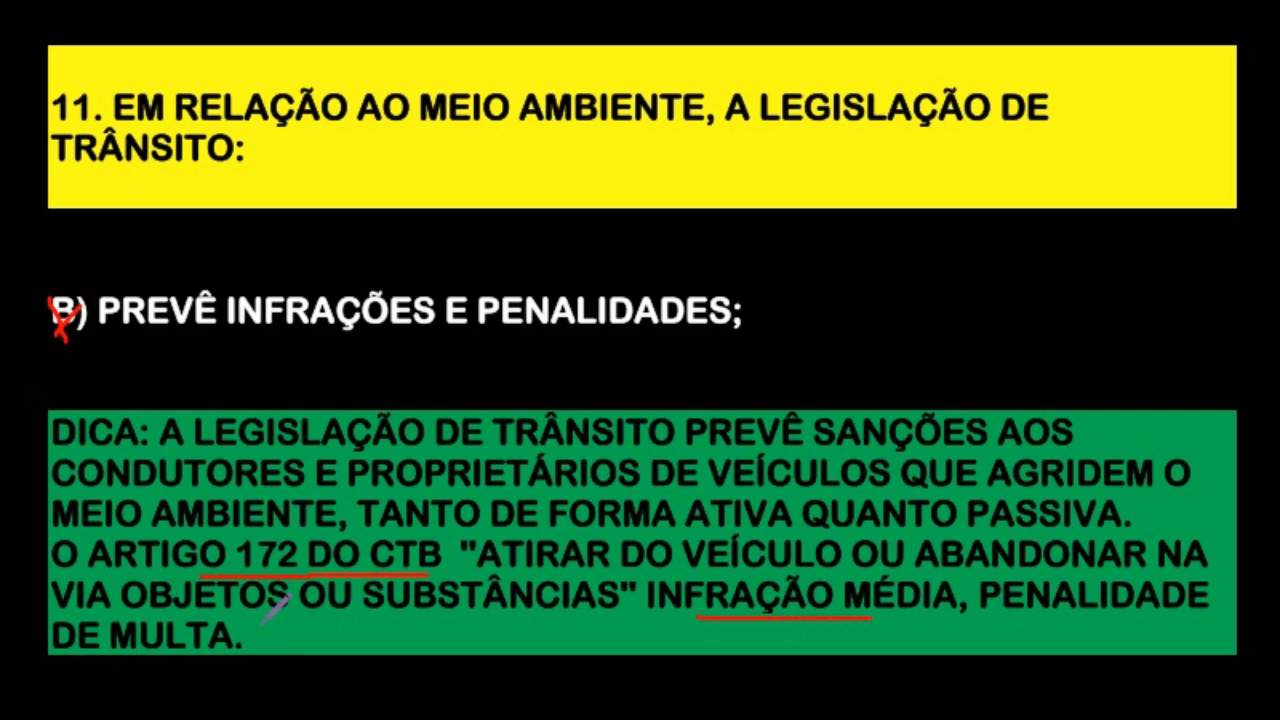 11. EM RELAÇÃO AO MEIO AMBIENTE, A LEGISLAÇÃO DE
TRÂNSITO:
B) PREVÊ INFRAÇÕES E PENALIDADES;
DICA: A LEGISLAÇÃO DE TRÂNSITO PREVÊ SANÇÕES AOS
CONDUTORES E PROPRIETÁRIOS DE VEÍCULOS QUE AGRIDEM O
MEIO AMBIENTE, TANTO DE FORMA ATIVA QUANTO PASSIVA.
O ARTIGO 172 DO CTB "ATIRAR DO VEÍCULO OU ABANDONAR NA
VIA OBJETOS OU SUBSTÂNCIAS" INFRAÇÃO MÉDIA, PENALIDADE
DE MULTA.